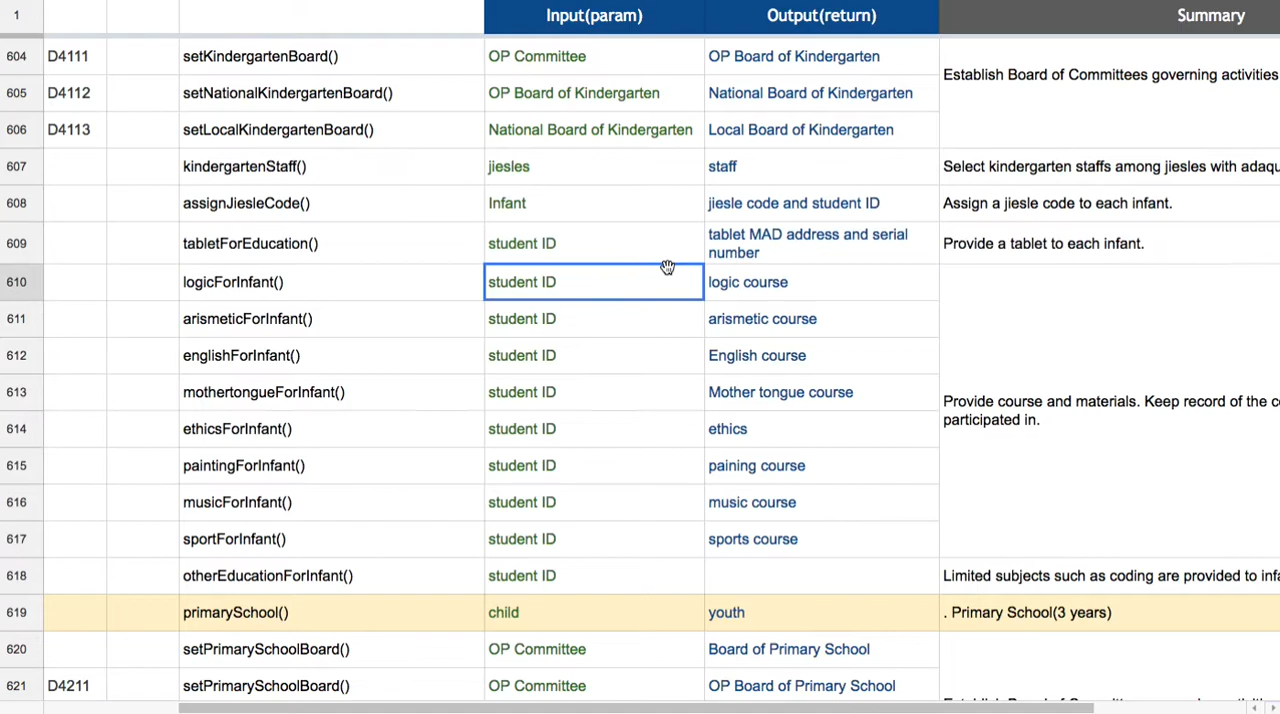 1 Input(param) Output(return) Summary
604 D4111 setKindergartenBoard() OP Committee OP Board of Kindergarten
Establish Board of Committees governing activities
605 D4112 setNationalKindergartenBoard() OP Board of Kindergarten National Board of Kindergarten
606 D4113 setLocalKindergartenBoard() National Board of Kindergarten Local Board of Kindergarten
607 kindergartenStaff() jiesles staff Select kindergarten staffs among jiesles with adaqu
608 assignJiesleCode() Infant jiesle code and student ID Assign a jiesle code to each infant.
609 tabletForEducation() student ID tablet MAD address and serial
number Provide a tablet to each infant.
610 logicForInfant() student ID logic course
611 arismeticForInfant() student ID arismetic course
612 englishForInfant() student ID English course
613 mothertongueForInfant() student ID Mother tongue course
Provide course and materials. Keep record of the c
participated in.
614 ethicsForInfant() student ID ethics
615 paintingForInfant() student ID paining course
616 musicForInfant() student ID music course
617 sportForInfant() student ID sports course
618 otherEducationForInfant() student ID Limited subjects such as coding are provided to infa
619 primarySchool() child youth . Primary School(3 years)
620 setPrimarySchoolBoard() OP Committee Board of Primary School
621 D4211 setPrimarySchoolBoard() OP Committee OP Board of Primary School